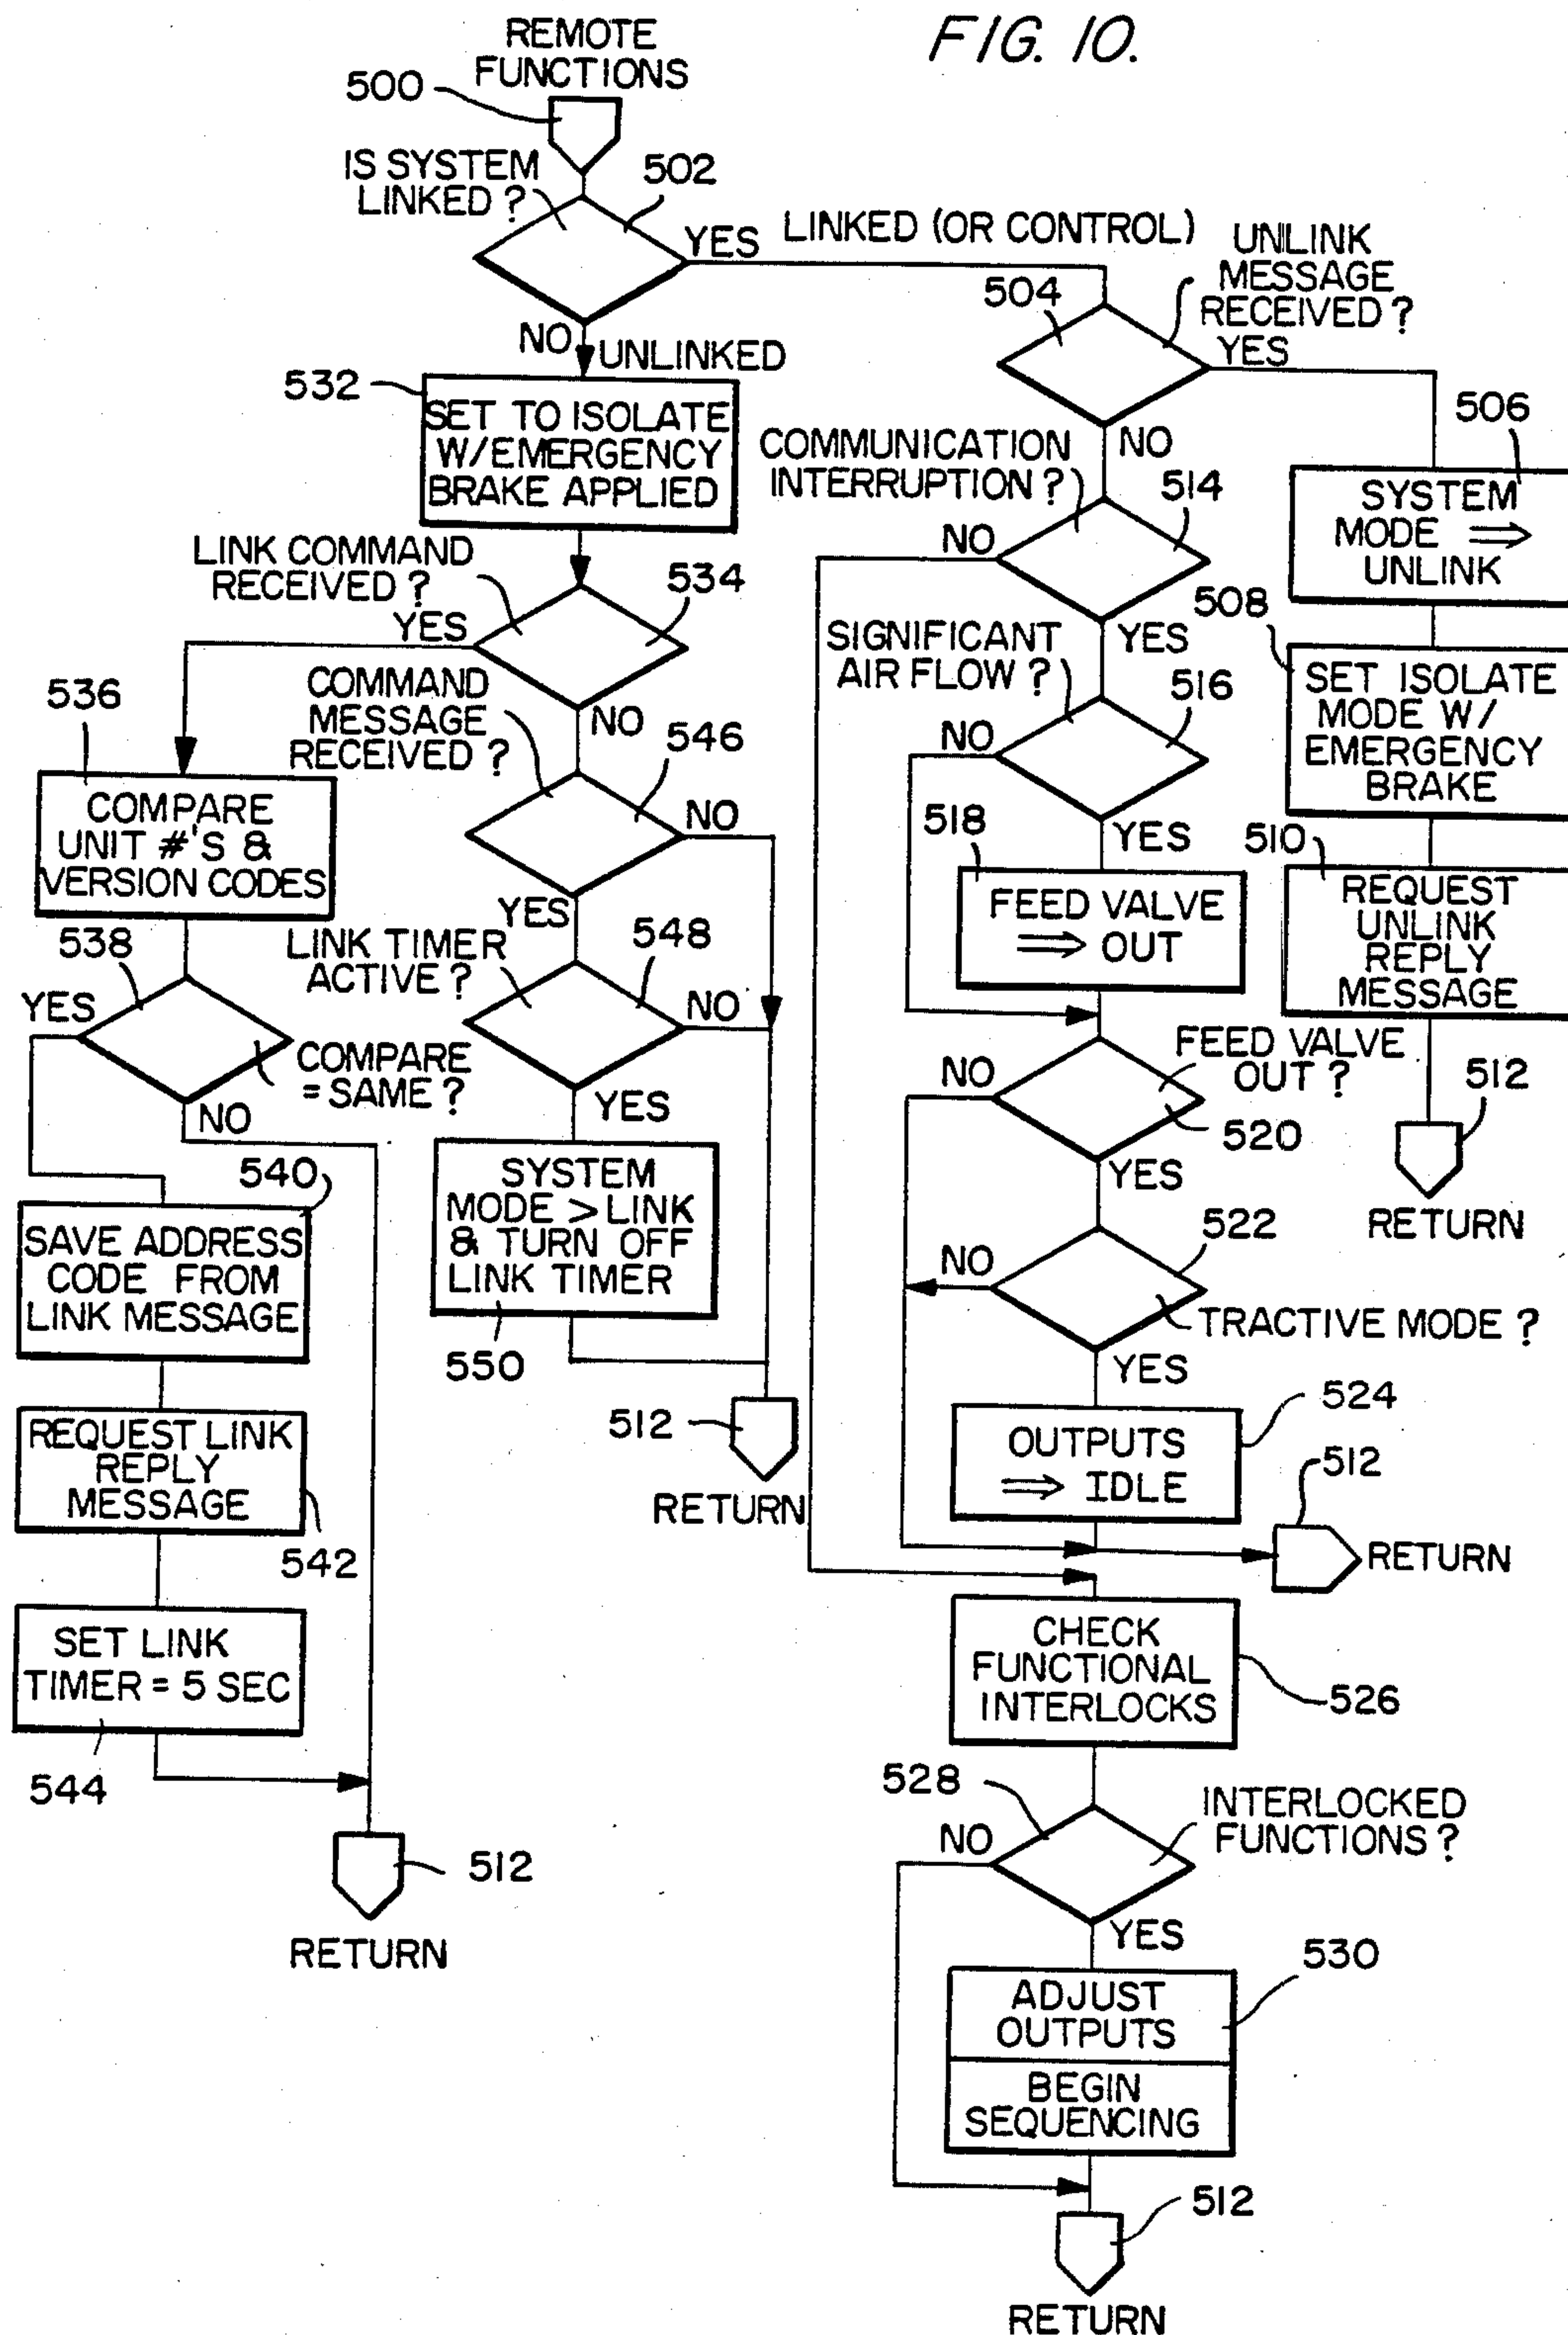 FIG. 10.
REMOTE
FUNCTIONS
500
IS SYSTEM
LINKED ?
502
YES
LINKED (OR CONTROL)
NO
UNLINKED
504
UNLINK
MESSAGE
RECEIVED ?
YES
NO
506
SYSTEM
MODE ⇒
UNLINK
508
SET ISOLATE
MODE W/
EMERGENCY
BRAKE
510
REQUEST
UNLINK
REPLY
MESSAGE
512
RETURN
COMMUNICATION
INTERRUPTION ?
514
NO
YES
SIGNIFICANT
AIR FLOW ?
516
NO
YES
518
FEED VALVE
⇒ OUT
FEED VALVE
OUT ?
520
NO
YES
522
NO
TRACTIVE MODE ?
YES
524
OUTPUTS
⇒ IDLE
512
RETURN
CHECK
FUNCTIONAL
INTERLOCKS
526
528
INTERLOCKED
FUNCTIONS ?
NO
YES
530
ADJUST
OUTPUTS
BEGIN
SEQUENCING
512
RETURN
532
SET TO ISOLATE
W/EMERGENCY
BRAKE APPLIED
LINK COMMAND
RECEIVED ?
534
YES
NO
536
COMPARE
UNIT #'S &
VERSION CODES
538
YES
COMPARE
= SAME ?
NO
540
SAVE ADDRESS
CODE FROM
LINK MESSAGE
REQUEST LINK
REPLY
MESSAGE
542
SET LINK
TIMER = 5 SEC
544
512
RETURN
COMMAND
MESSAGE
RECEIVED ?
546
NO
YES
LINK TIMER
ACTIVE ?
548
NO
YES
SYSTEM
MODE > LINK
& TURN OFF
LINK TIMER
550
512
RETURN